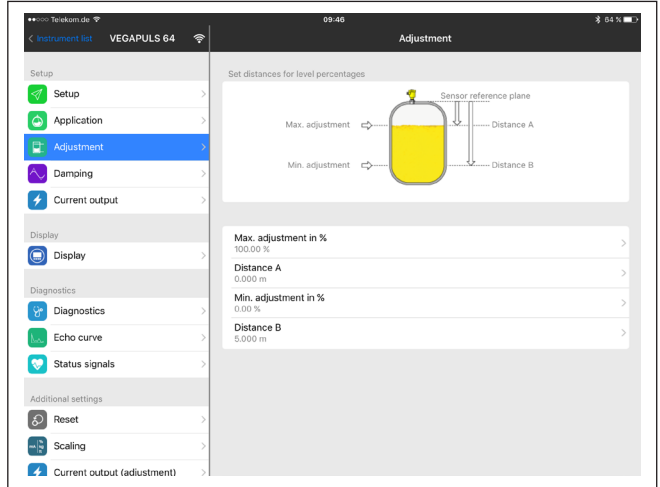 Telekom.de 09:46 64 %
Instrument list VEGAPULS 64 Adjustment
Setup
Setup
Application
Adjustment
Damping
Current output
Display
Display
Diagnostics
Diagnostics
Echo curve
Status signals
Additional settings
Reset
Scaling
Current output (adjustment)
Set distances for level percentages
Sensor reference plane
Max. adjustment
Distance A
Min. adjustment
Distance B
Max. adjustment in %
100.00 %
Distance A
0.000 m
Min. adjustment in %
0.00 %
Distance B
5.000 m